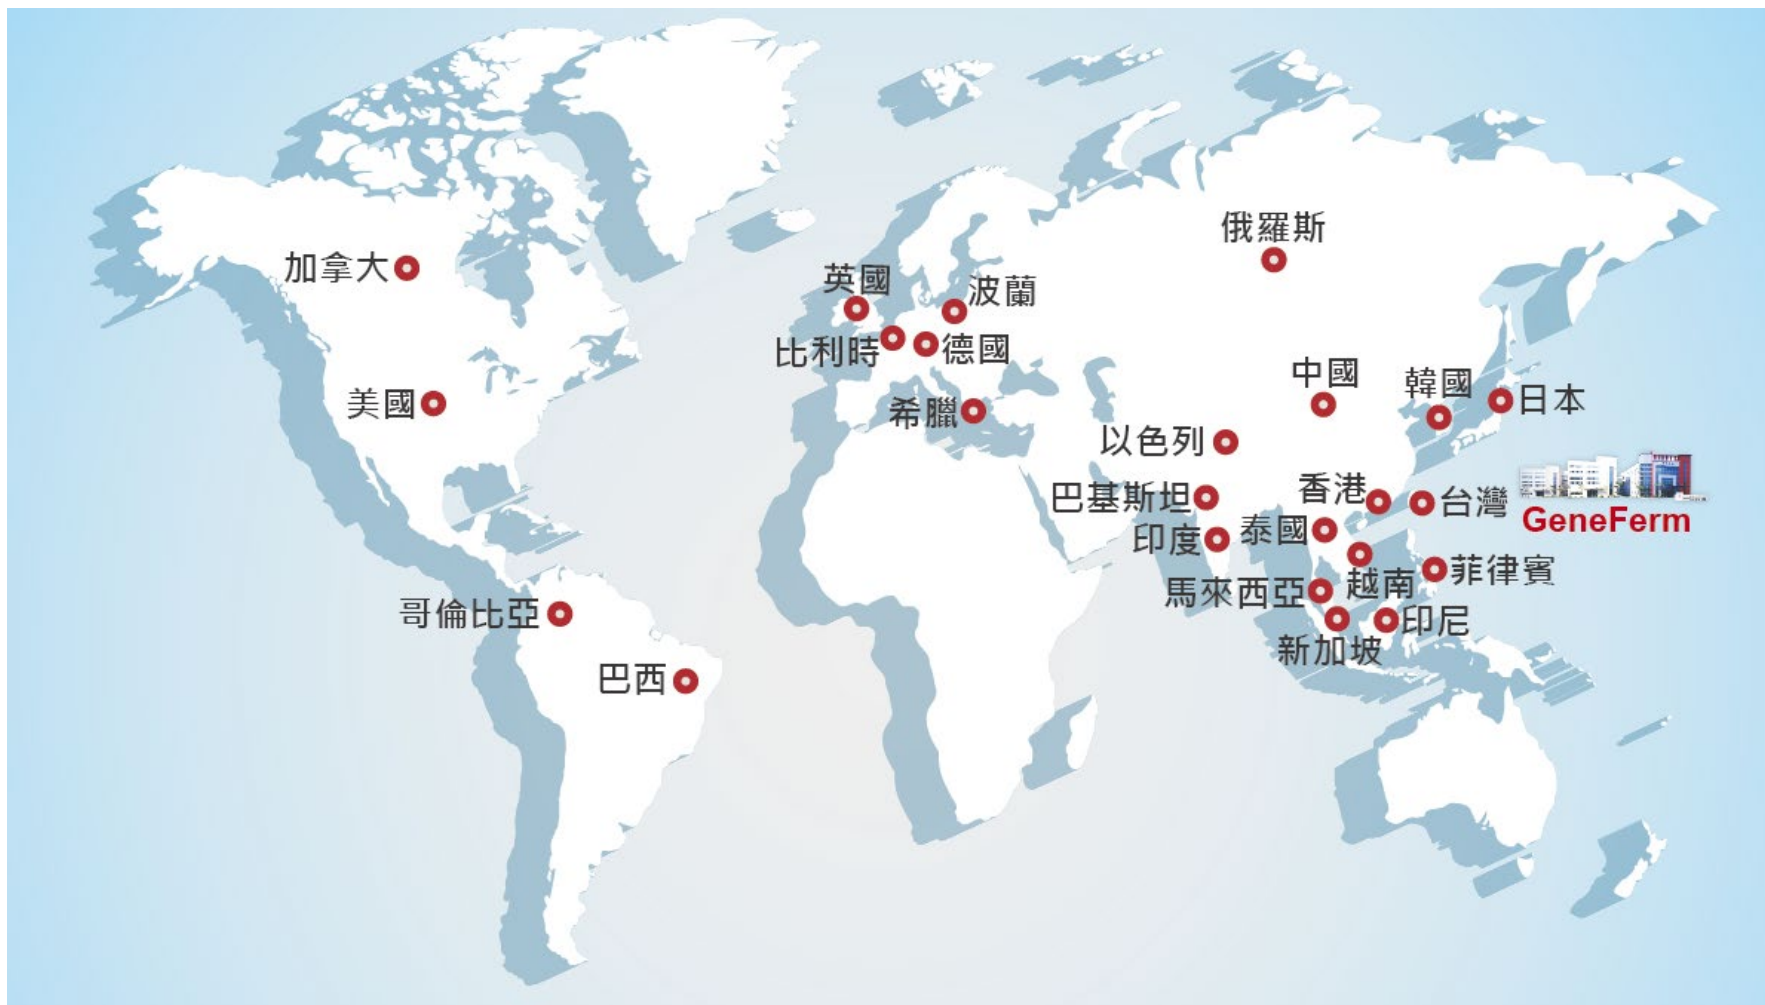 俄羅斯
加拿大
英國
波蘭
比利時
德國
中國
韓國
日本
美國
希臘
以色列
巴基斯坦
香港
台灣
GeneFerm
印度
泰國
越南
菲律賓
馬來西亞
印尼
新加坡
哥倫比亞
巴西